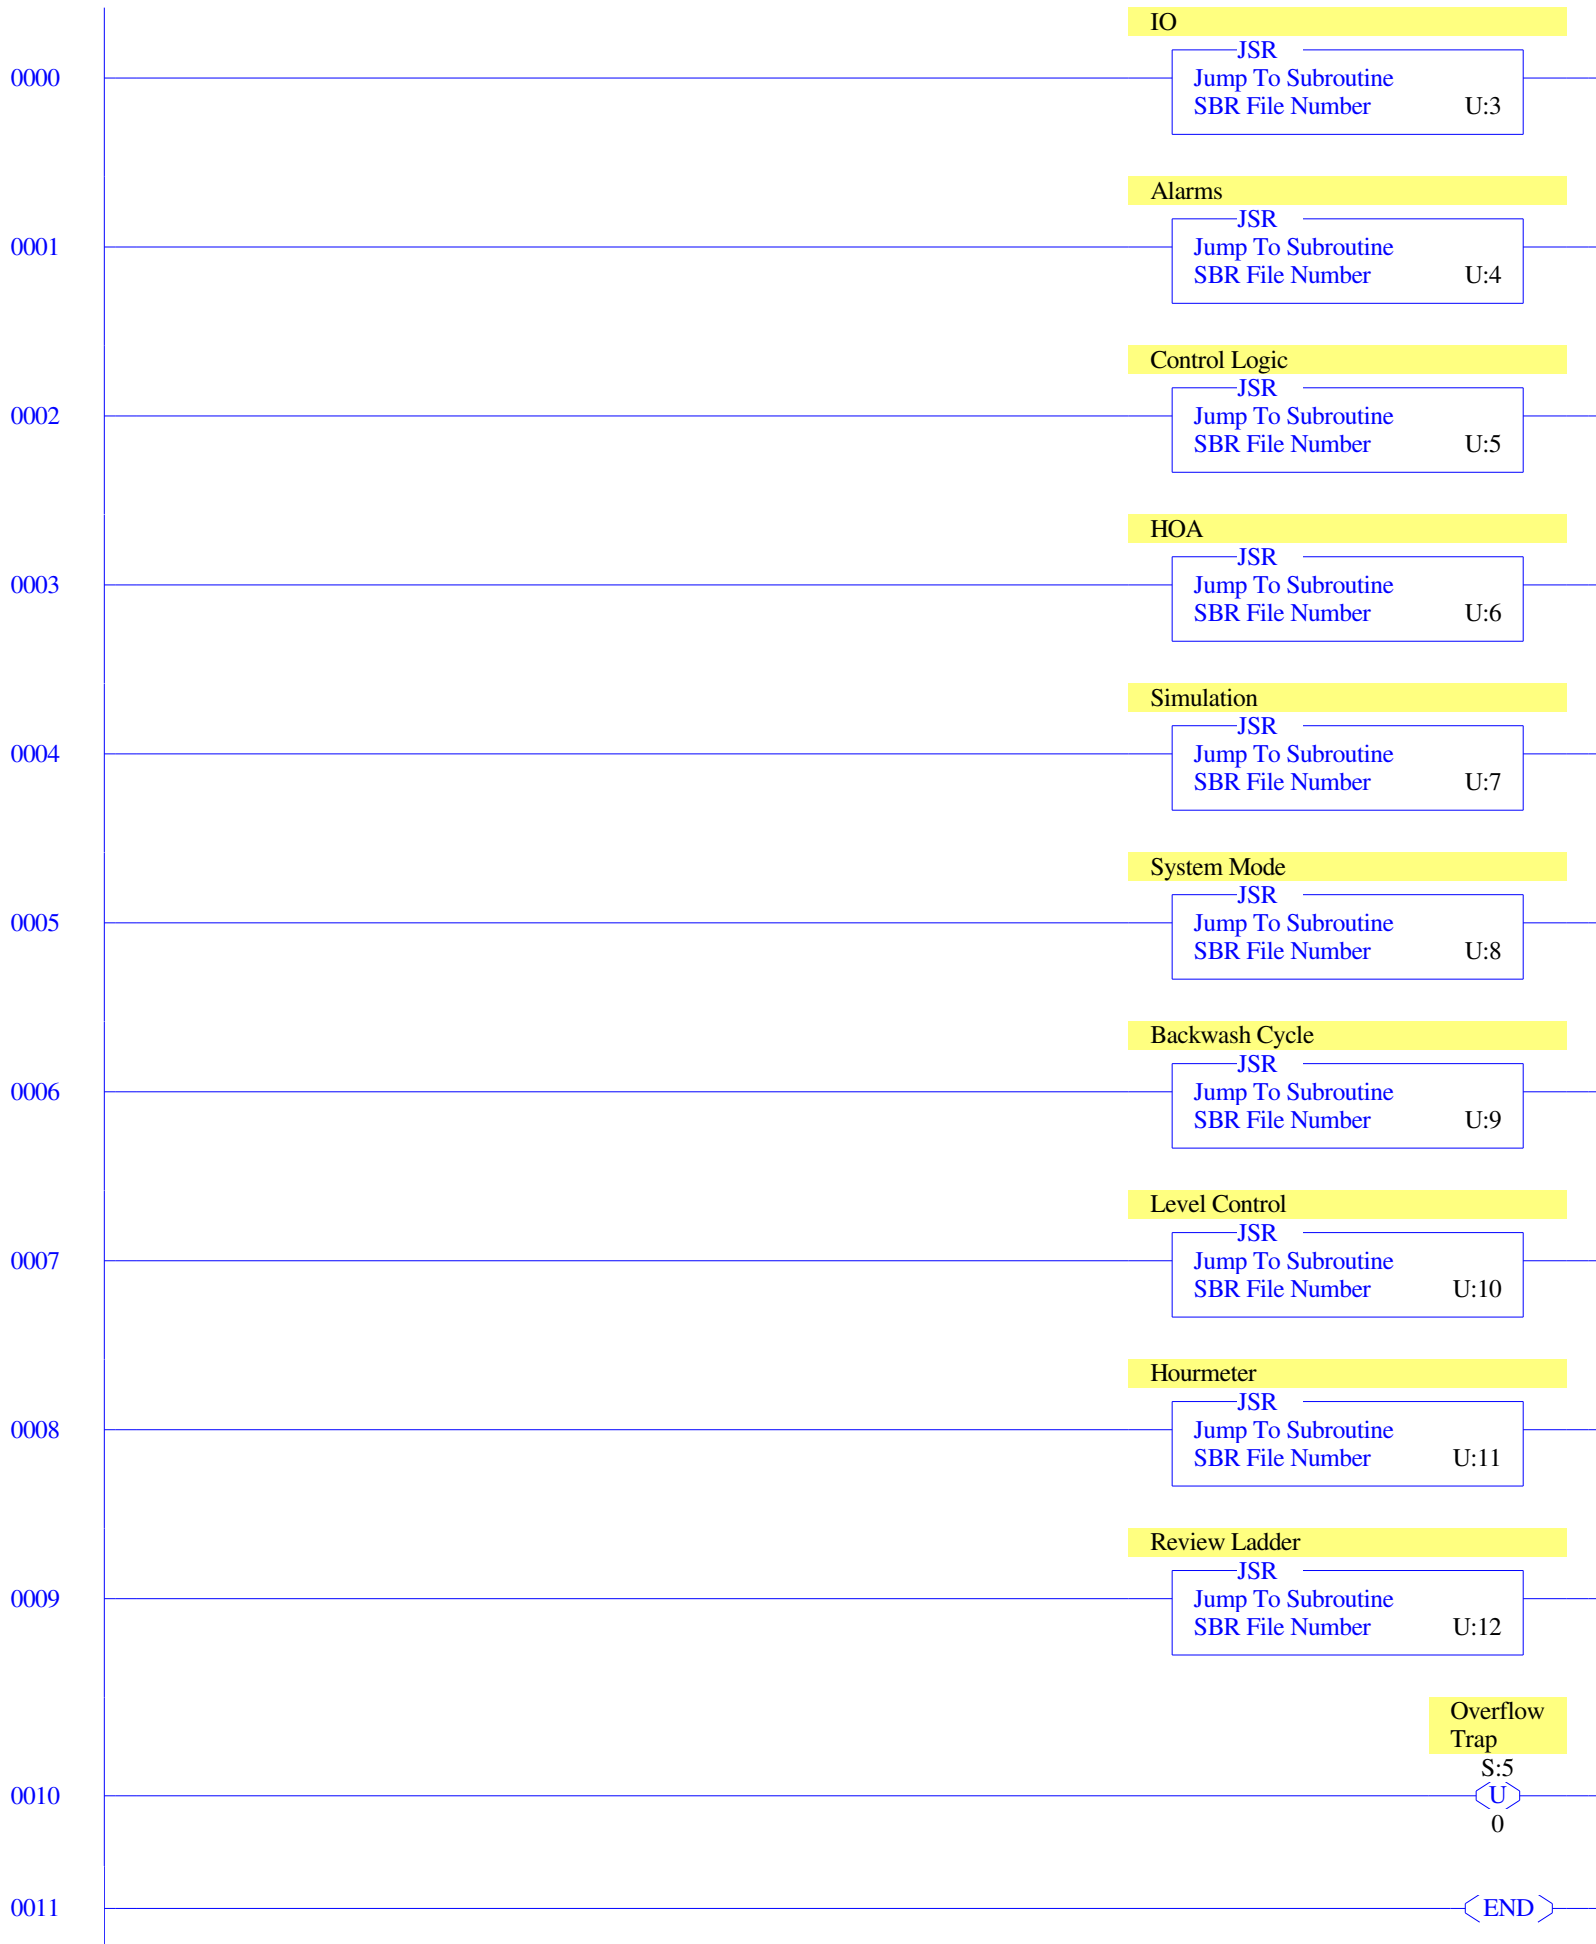 IO
JSR
0000
Jump To Subroutine
SBR File Number U:3
Alarms
JSR
0001
Jump To Subroutine
SBR File Number U:4
Control Logic
JSR
0002
Jump To Subroutine
SBR File Number U:5
HOA
JSR
0003
Jump To Subroutine
SBR File Number U:6
Simulation
JSR
0004
Jump To Subroutine
SBR File Number U:7
System Mode
JSR
0005
Jump To Subroutine
SBR File Number U:8
Backwash Cycle
JSR
0006
Jump To Subroutine
SBR File Number U:9
Level Control
JSR
0007
Jump To Subroutine
SBR File Number U:10
Hourmeter
JSR
0008
Jump To Subroutine
SBR File Number U:11
Review Ladder
JSR
0009
Jump To Subroutine
SBR File Number U:12
Overflow
Trap
S:5
0010
U
0
0011
END